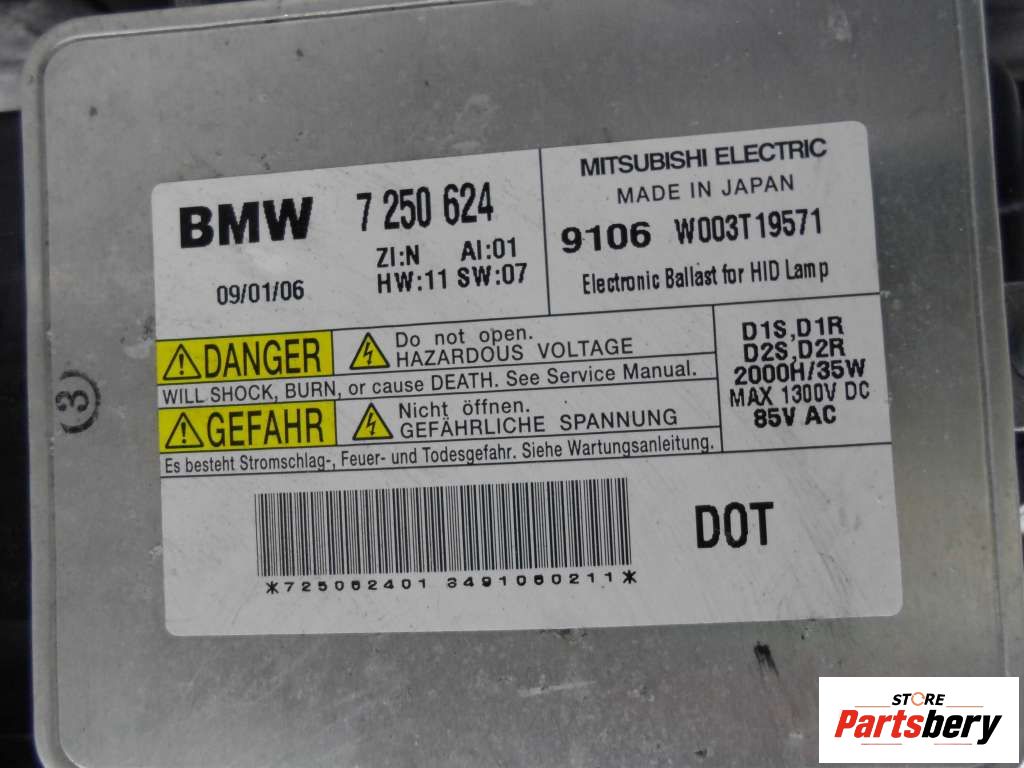 BMW 7 250 624
ZI:N AI:01
09/01/06 HW:11 SW:07
MITSUBISHI ELECTRIC
MADE IN JAPAN
9106 W003T19571
Electronic Ballast for HID Lamp
DANGER Do not open.
HAZARDOUS VOLTAGE
WILL SHOCK, BURN, or cause DEATH. See Service Manual.
GEFAHR Nicht öffnen.
GEFÄHRLICHE SPANNUNG
Es besteht Stromschlag-, Feuer- und Todesgefahr. Siehe Wartungsanleitung.
D1S,D1R
D2S,D2R
2000H/35W
MAX 1300V DC
85V AC
*725062401 3491060211*
DOT
3
STORE
Partsbery